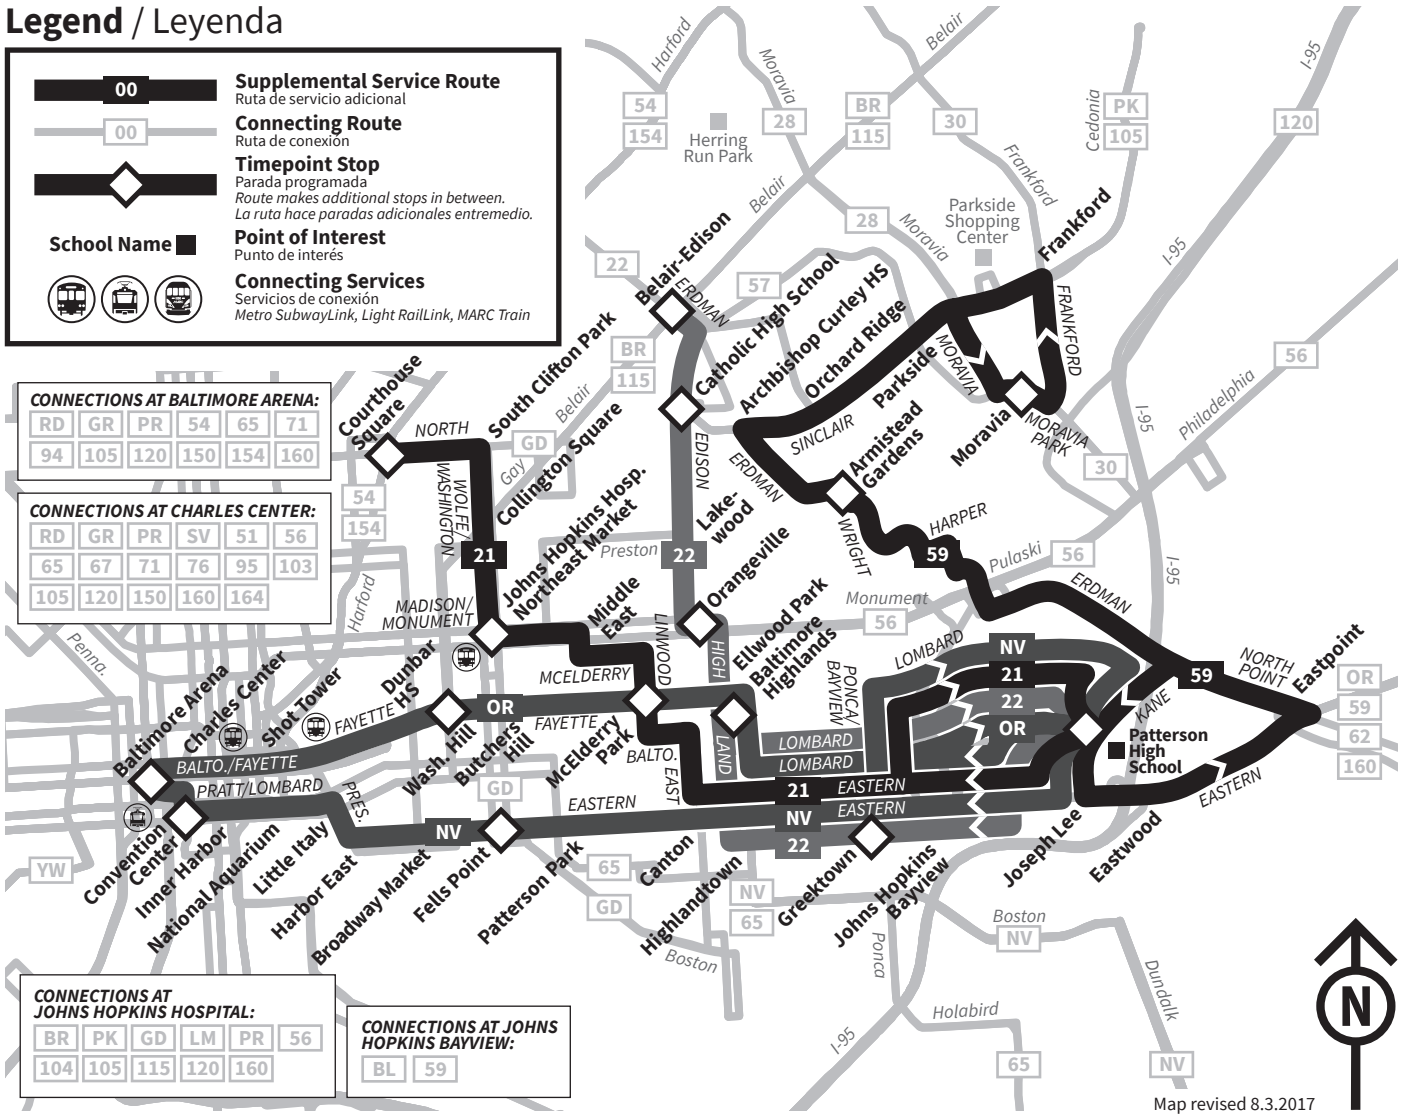 Legend / Leyenda
00
Supplemental Service Route
Ruta de servicio adicional
00
Connecting Route
Ruta de conexión
Timepoint Stop
Parada programada
Route makes additional stops in between.
La ruta hace paradas adicionales entremedio.
School Name
Point of Interest
Punto de interés
Connecting Services
Servicios de conexión
Metro SubwayLink, Light RailLink, MARC Train
CONNECTIONS AT BALTIMORE ARENA:
RD GR PR 54 65 71
94 105 120 150 154 160
CONNECTIONS AT CHARLES CENTER:
RD GR PR SV 51 56
65 67 71 76 95 103
105 120 150 160 164
CONNECTIONS AT
JOHNS HOPKINS HOSPITAL:
BR PK GD LM PR 56
104 105 115 120 160
CONNECTIONS AT JOHNS
HOPKINS BAYVIEW:
BL 59
Harford
54
154
Moravia
28
Herring
Run Park
BR
115
Belair
30
Frankford
Cedonia
PK
105
I-95
120
Belair
28
Moravia
Parkside
Shopping
Center
Frankford
I-95
22
57
Belair-Edison
ERDMAN
Catholic High School
Archbishop Curley HS
Orchard Ridge
Parkside
MORAVIA
FRANKFORD
Moravia
MORAVIA
PARK
30
I-95
56
Philadelphia
BR
115
Belair
South Clifton Park
Courthouse
Square
NORTH
GD
Gay
Collington Square
54
154
Harford
WOLFE/
WASHINGTON
21
Johns Hopkins Hosp.
Northeast Market
MADISON/
MONUMENT
EDISON
Preston
22
Lake-
wood
Orangeville
SINCLAIR
ERDMAN
Armistead
Gardens
WRIGHT
HARPER
59
Pulaski
56
I-95
ERDMAN
Monument
56
Middle
East
LINWOOD
HIGH
LAND
Ellwood Park
Baltimore
Highlands
MCELDERRY
PONCA/
BAYVIEW
LOMBARD
NV
21
22
OR
59
NORTH
POINT
Eastpoint
OR
59
62
160
KANE
Patterson
High
School
EASTERN
Penna.
Baltimore Arena
Charles Center
Shot Tower
Dunbar
HS
FAYETTE
OR
FAYETTE
BALTO./FAYETTE
PRATT/LOMBARD
PRES.
Wash. Hill
Butchers
Hill
McElderry
Park
BALTO.
EAST
LOMBARD
LOMBARD
21
EASTERN
EASTERN
NV
22
GD
EASTERN
NV
YW
Convention
Center
Inner Harbor
National Aquarium
Little Italy
Harbor East
Broadway Market
Fells Point
Patterson Park
65
GD
Canton
Highlandtown
Boston
NV
65
Greektown
Johns Hopkins
Bayview
Joseph Lee
Eastwood
Ponca
Boston
NV
Dundalk
NV
Holabird
65
I-95
N
Map revised 8.3.2017